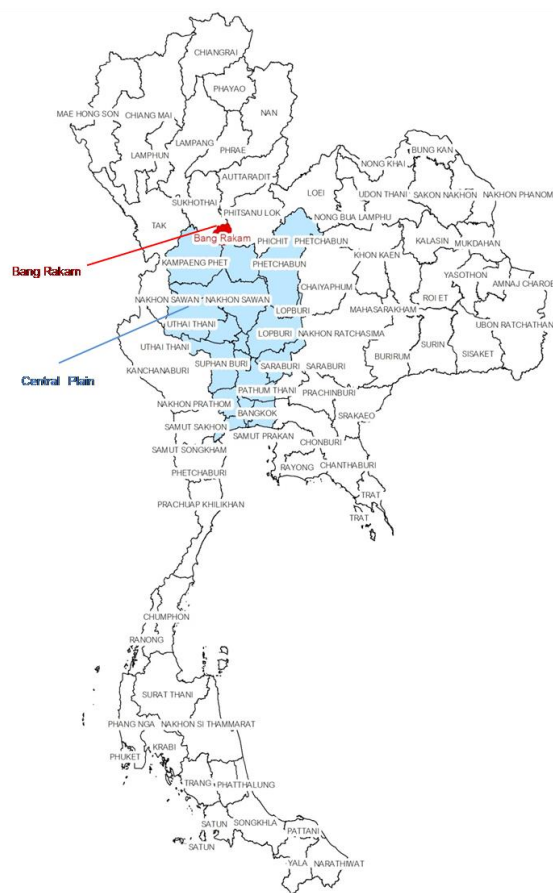 CHIANGRAI
PHAYAO
NAN
MAE HONG SON
CHIANG MAI
LAMPANG
PHRAE
LAMPHUN
BUNG KAN
NONG KHAI
AUTTARADIT
LOEI
UDON THANI
SAKON NAKHON
NAKHON PHANOM
SUKHOTHAI
PHITSANU LOK
NONG BUA LAMPHU
TAK
Bang Rakam
PHICHIT
PHETCHABUN
KALASIN
MUKDAHAN
Bang Rakam
KAMPAENG PHET
PHETCHABUN
KHON KAEN
YASOTHON
CHAIYAPHUM
AMNAJ CHAROE
NAKHON SAWAN
NAKHON SAWAN
ROI ET
LOPBURI
MAHASARAKHAM
UTHAI THANI
LOPBURI
NAKHON RATCHASIMA
UBON RATCHATHANI
SURIN
UTHAI THANI
BURIRUM
SISAKET
SUPHAN BURI
SARABURI
SARABURI
KANCHANABURI
Central Plain
PATHUM THANI
PRACHINBURI
NAKHON PRATHOM
BANGKOK
SRAKAEO
SAMUT SAKHON
SAMUT PRAKAN
CHONBURI
SAMUT SONGKHAM
RAYONG
CHANTHABURI
PHETCHABURI
TRAT
PRACHUAP KHILIKHAN
TRAT
CHUMPHON
RANONG
SURAT THANI
PHANG NGA
NAKHON SI THAMMARAT
KRABI
PHUKET
TRANG
PHATTHALUNG
SATUN
SONGKHLA
PATTANI
SATUN
YALA
NARATHIWAT